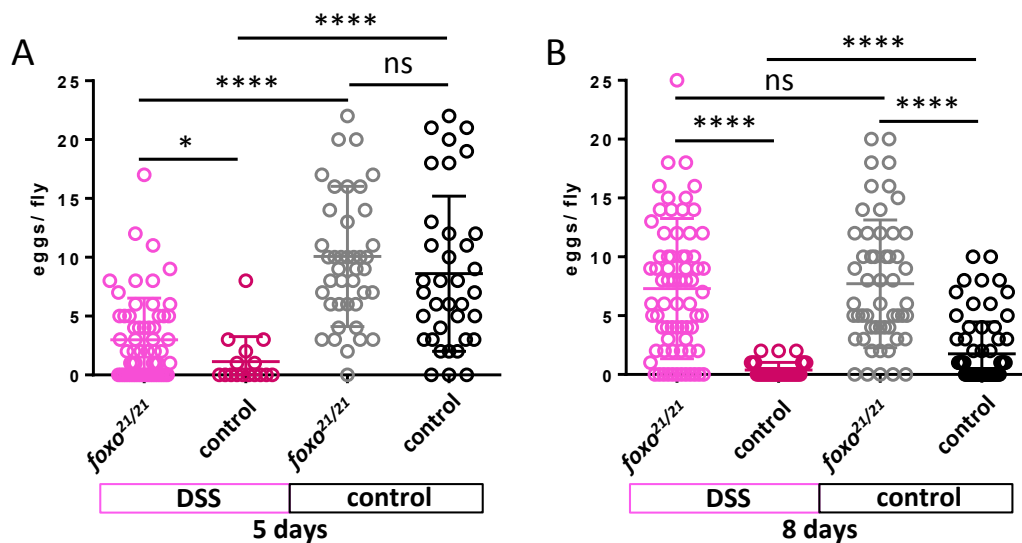 A
eggs/ fly
25
20
15
10
5
0
****
****
ns
*
foxo21/21
control
foxo21/21
control
DSS
control
5 days
B
eggs/ fly
25
20
15
10
5
0
****
ns
****
****
foxo21/21
control
foxo21/21
control
DSS
control
8 days